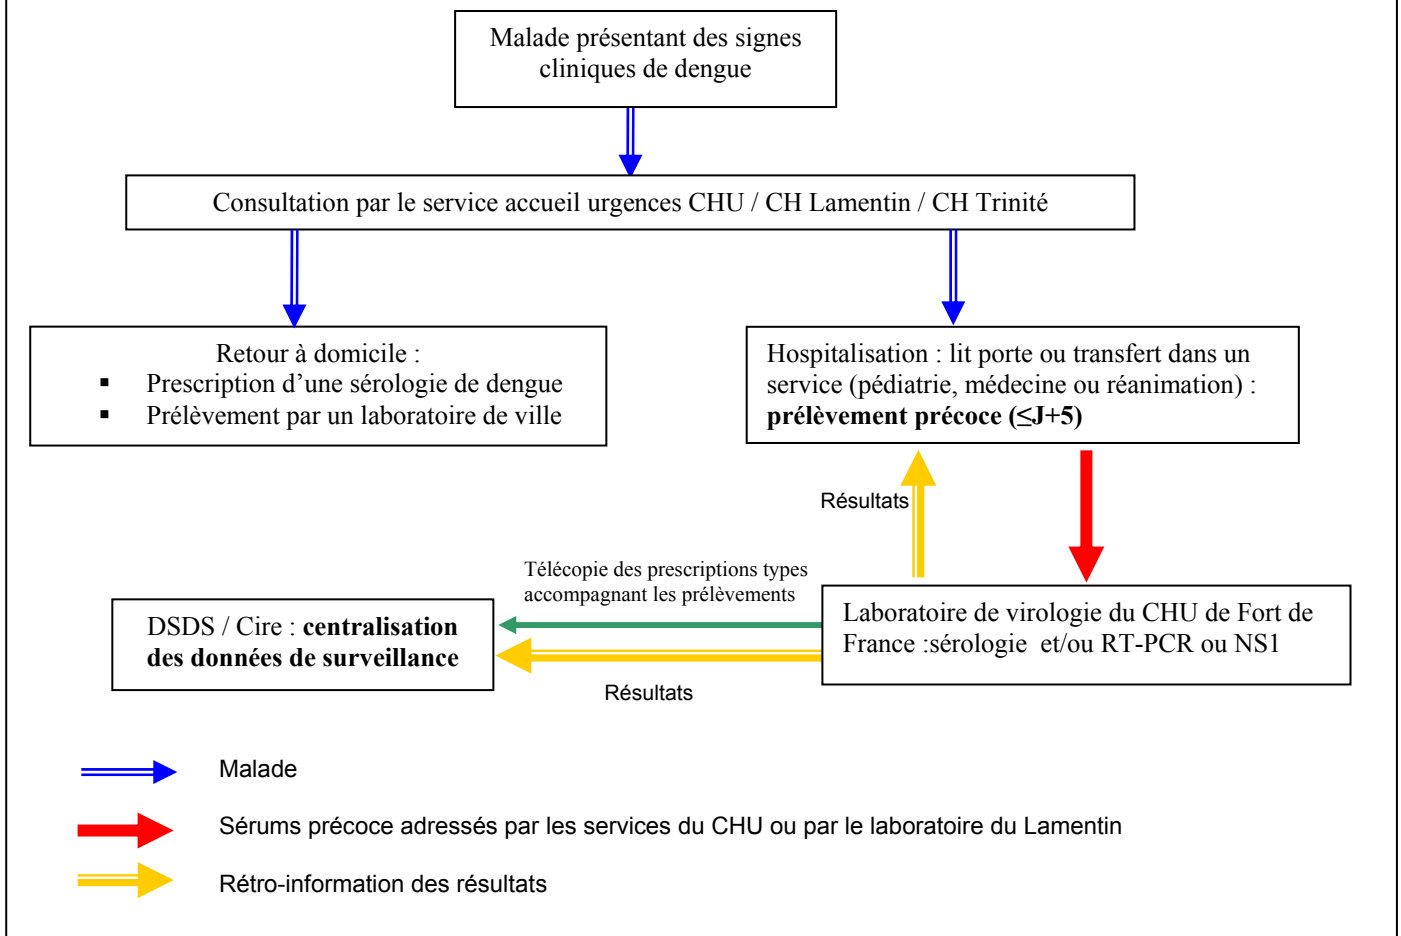 Malade présentant des signes
cliniques de dengue
Consultation par le service accueil urgences CHU / CH Lamentin / CH Trinité
Retour à domicile :
▪ Prescription d’une sérologie de dengue
▪ Prélèvement par un laboratoire de ville
Hospitalisation : lit porte ou transfert dans un
service (pédiatrie, médecine ou réanimation) :
prélèvement précoce (≤J+5)
Résultats
Télécopie des prescriptions types
accompagnant les prélèvements
DSDS / Cire : centralisation
des données de surveillance
Laboratoire de virologie du CHU de Fort de
France :sérologie et/ou RT-PCR ou NS1
Résultats
Malade
Sérums précoce adressés par les services du CHU ou par le laboratoire du Lamentin
Rétro-information des résultats